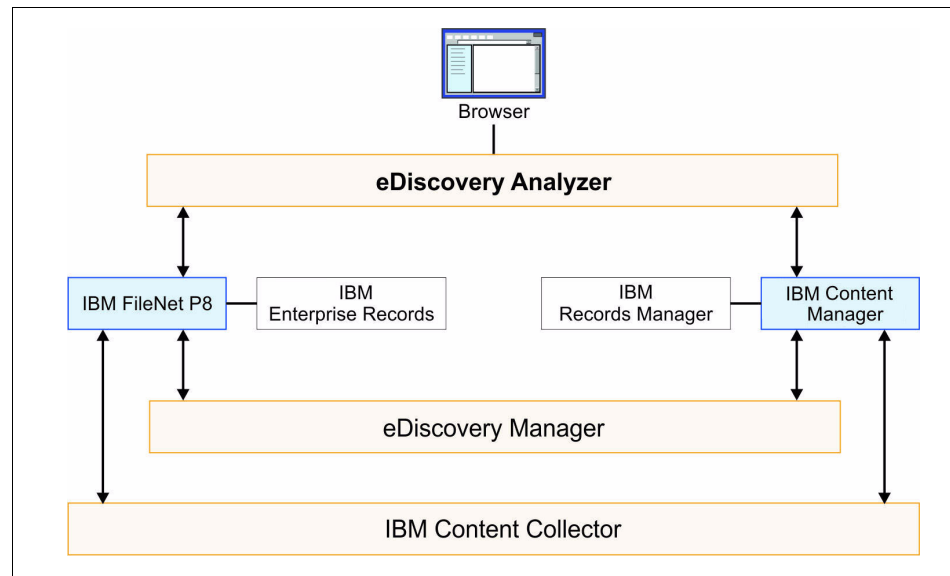 Browser
eDiscovery Analyzer
IBM FileNet P8
IBM
Enterprise Records
IBM
Records Manager
IBM Content
Manager
eDiscovery Manager
IBM Content Collector